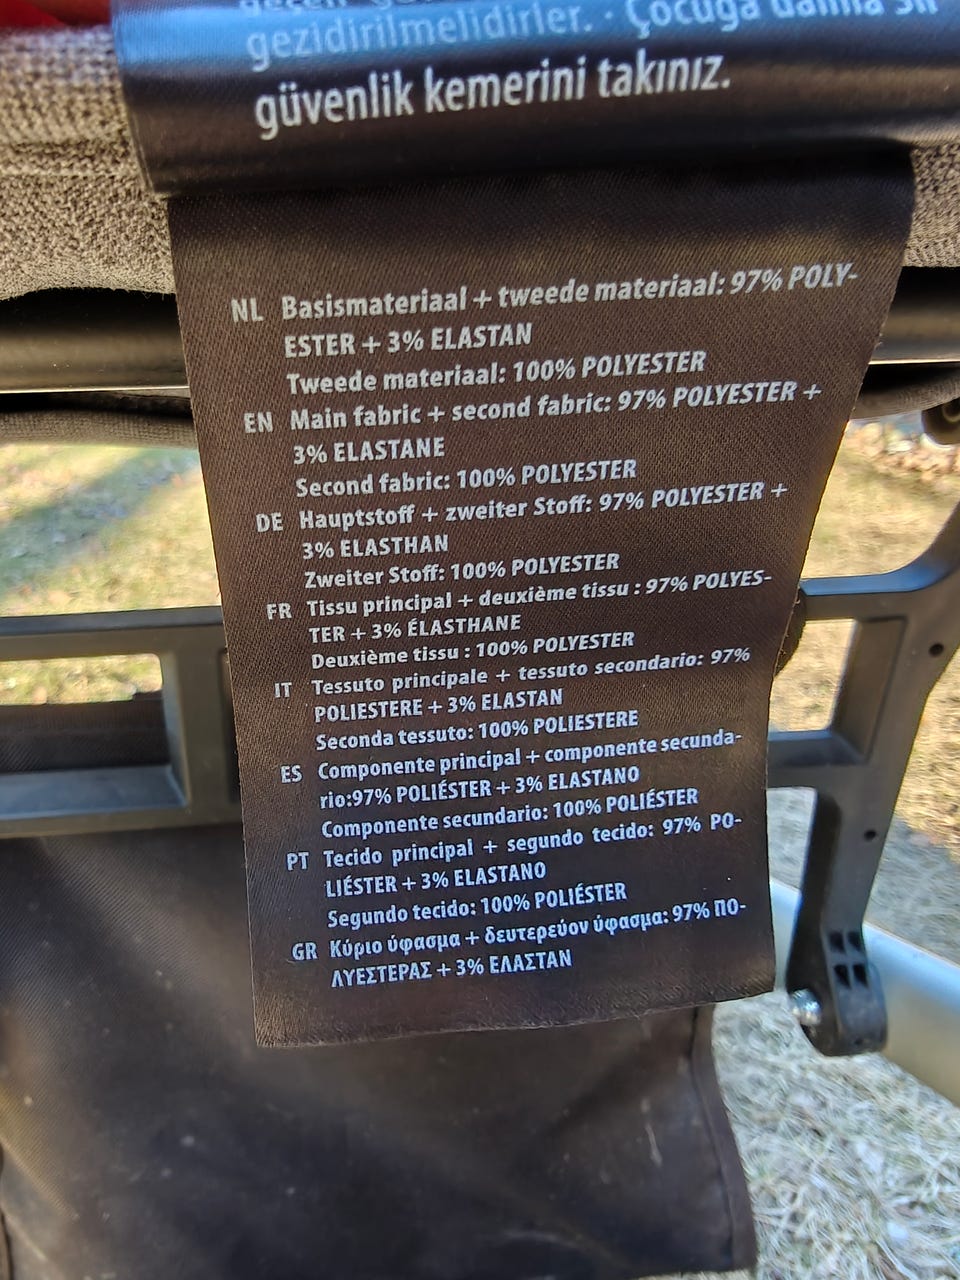 gezidirilmelidirler. · Çocuğa daima
güvenlik kemerini takınız.
NL Basismateriaal + tweede materiaal: 97% POLY-
ESTER + 3% ELASTAN
Tweede materiaal: 100% POLYESTER
EN Main fabric + second fabric: 97% POLYESTER +
3% ELASTANE
Second fabric: 100% POLYESTER
DE Hauptstoff + zweiter Stoff: 97% POLYESTER +
3% ELASTHAN
Zweiter Stoff: 100% POLYESTER
FR Tissu principal + deuxième tissu : 97% POLYES-
TER + 3% ÉLASTHANE
Deuxième tissu : 100% POLYESTER
IT Tessuto principale + tessuto secondario: 97%
POLIESTERE + 3% ELASTAN
Seconda tessuto: 100% POLIESTERE
ES Componente principal + componente secunda-
rio:97% POLIÉSTER + 3% ELASTANO
Componente secundario: 100% POLIÉSTER
PT Tecido principal + segundo tecido: 97% PO-
LIÉSTER + 3% ELASTANO
Segundo tecido: 100% POLIÉSTER
GR Κύριο ύφασμα + δευτερεύον ύφασμα: 97% ΠΟ-
ΛΥΕΣΤΕΡΑΣ + 3% ΕΛΑΣΤΑΝ